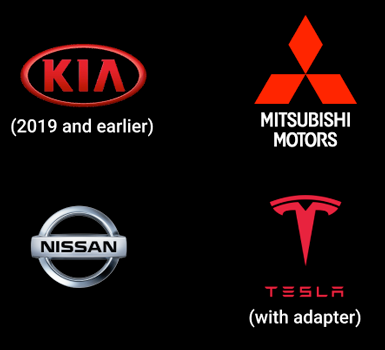 KIA
(2019 and earlier)
MITSUBISHI
MOTORS
NISSAN
TESLA
(with adapter)